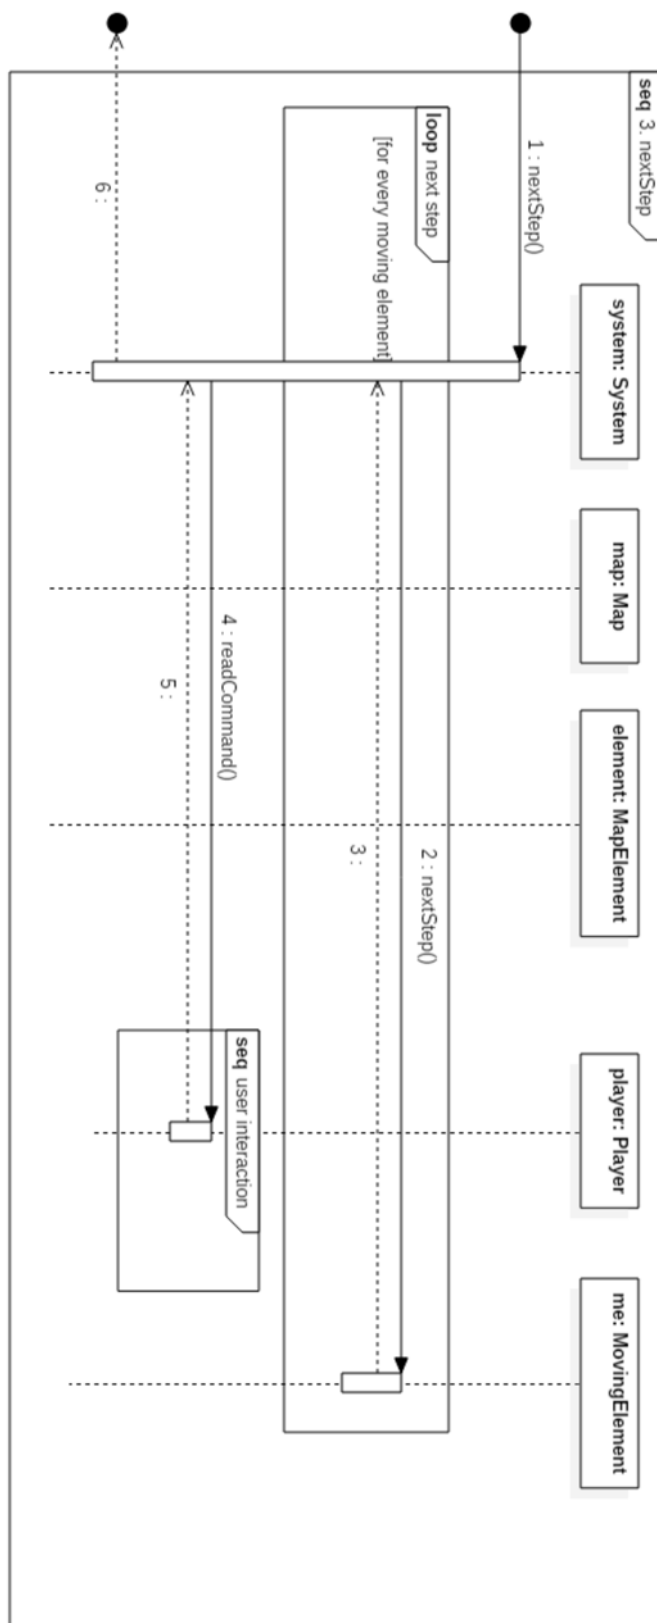 seq 3. nextStep
system: System
map: Map
element: MapElement
player: Player
me: MovingElement
1 : nextStep()
loop next step
[for every moving element]
2 : nextStep()
3 :
seq user interaction
4 : readCommand()
5 :
6 :